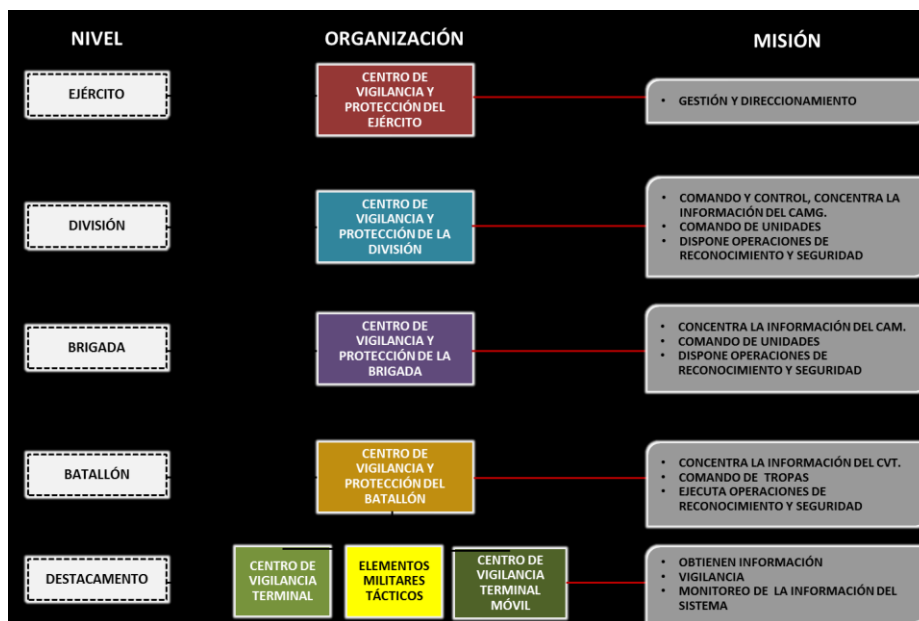 NIVEL
ORGANIZACIÓN
MISIÓN
EJÉRCITO
CENTRO DE
VIGILANCIA Y
PROTECCIÓN DEL
EJÉRCITO
• GESTIÓN Y DIRECCIONAMIENTO
DIVISIÓN
CENTRO DE
VIGILANCIA Y
PROTECCIÓN DE LA
DIVISIÓN
• COMANDO Y CONTROL, CONCENTRA LA
INFORMACIÓN DEL CAMG.
• COMANDO DE UNIDADES
• DISPONE OPERACIONES DE
RECONOCIMIENTO Y SEGURIDAD
BRIGADA
CENTRO DE
VIGILANCIA Y
PROTECCIÓN DE LA
BRIGADA
• CONCENTRA LA INFORMACIÓN DEL CAM.
• COMANDO DE UNIDADES
• DISPONE OPERACIONES DE
RECONOCIMIENTO Y SEGURIDAD
BATALLÓN
CENTRO DE
VIGILANCIA Y
PROTECCIÓN DEL
BATALLÓN
• CONCENTRA LA INFORMACIÓN DEL CVT.
• COMANDO DE TROPAS
• EJECUTA OPERACIONES DE
RECONOCIMIENTO Y SEGURIDAD
DESTACAMENTO
CENTRO DE
VIGILANCIA
TERMINAL
ELEMENTOS
MILITARES
TÁCTICOS
CENTRO DE
VIGILANCIA
TERMINAL
MÓVIL
• OBTIENEN INFORMACIÓN
• VIGILANCIA
• MONITOREO DE LA INFORMACIÓN DEL
SISTEMA